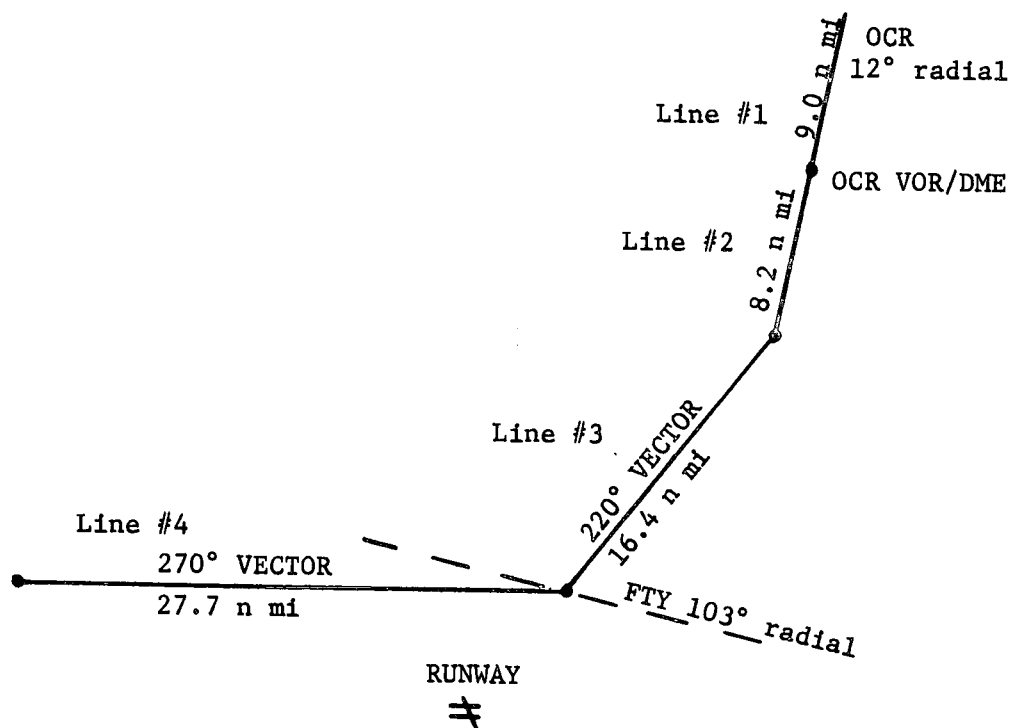 OCR
12° radial
9.0 n mi
Line #1
OCR VOR/DME
Line #2
8.2 n mi
Line #3
220° VECTOR
16.4 n mi
Line #4
270° VECTOR
27.7 n mi
FTY 103° radial
RUNWAY